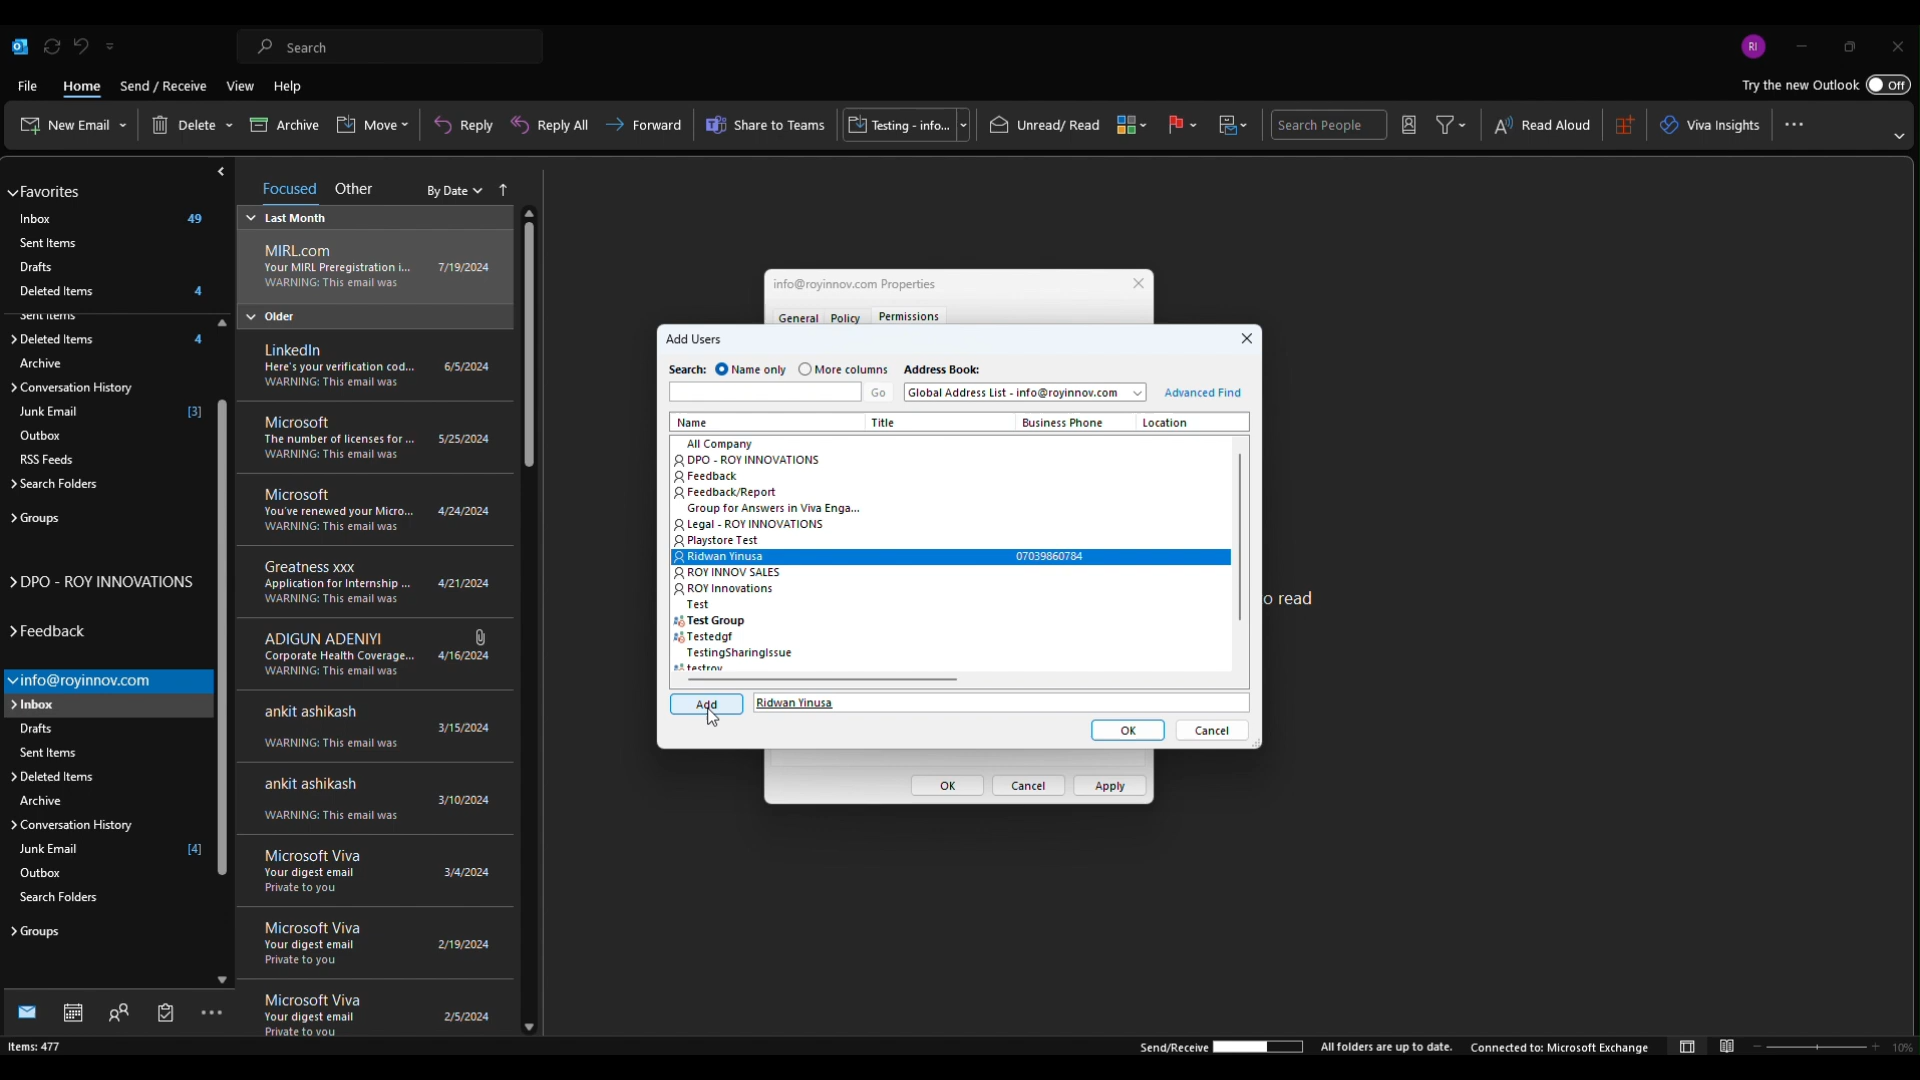 Search
RI
File Home Send / Receive View Help
Try the new Outlook Off
New Email Delete Archive Move Reply Reply All Forward Share to Teams Testing - info... Unread/ Read Search People Read Aloud Viva Insights
Favorites
Inbox 49
Sent Items
Drafts
Deleted Items 4
Sent Items
Deleted Items 4
Archive
Conversation History
Junk Email [3]
Outbox
RSS Feeds
Search Folders
Groups
DPO - ROY INNOVATIONS
Feedback
info@royinnov.com
Inbox
Drafts
Sent Items
Deleted Items
Archive
Conversation History
Junk Email [4]
Outbox
Search Folders
Groups
Focused Other By Date
Last Month
MIRL.com
Your MIRL Preregistration i... 7/19/2024
WARNING: This email was
Older
LinkedIn
Here's your verification cod... 6/5/2024
WARNING: This email was
Microsoft
The number of licenses for ... 5/25/2024
WARNING: This email was
Microsoft
You've renewed your Micro... 4/24/2024
WARNING: This email was
Greatness xxx
Application for Internship ... 4/21/2024
WARNING: This email was
ADIGUN ADENIYI
Corporate Health Coverage... 4/16/2024
WARNING: This email was
ankit ashikash
3/15/2024
WARNING: This email was
ankit ashikash
3/10/2024
WARNING: This email was
Microsoft Viva
Your digest email 3/4/2024
Private to you
Microsoft Viva
Your digest email 2/19/2024
Private to you
Microsoft Viva
Your digest email 2/5/2024
Private to you
info@royinnov.com Properties
General Policy Permissions
Add Users
Search: Name only More columns Address Book:
Go Global Address List - info@royinnov.com Advanced Find
Name Title Business Phone Location
All Company
DPO - ROY INNOVATIONS
Feedback
Feedback/Report
Group for Answers in Viva Enga...
Legal - ROY INNOVATIONS
Playstore Test
Ridwan Yinusa 07039860784
ROY INNOV SALES
ROY Innovations
Test
Test Group
Testedgf
TestingSharingIssue
testroy
Add Ridwan Yinusa
OK Cancel
OK Cancel Apply
o read
Items: 477
Send/Receive All folders are up to date. Connected to: Microsoft Exchange 10%